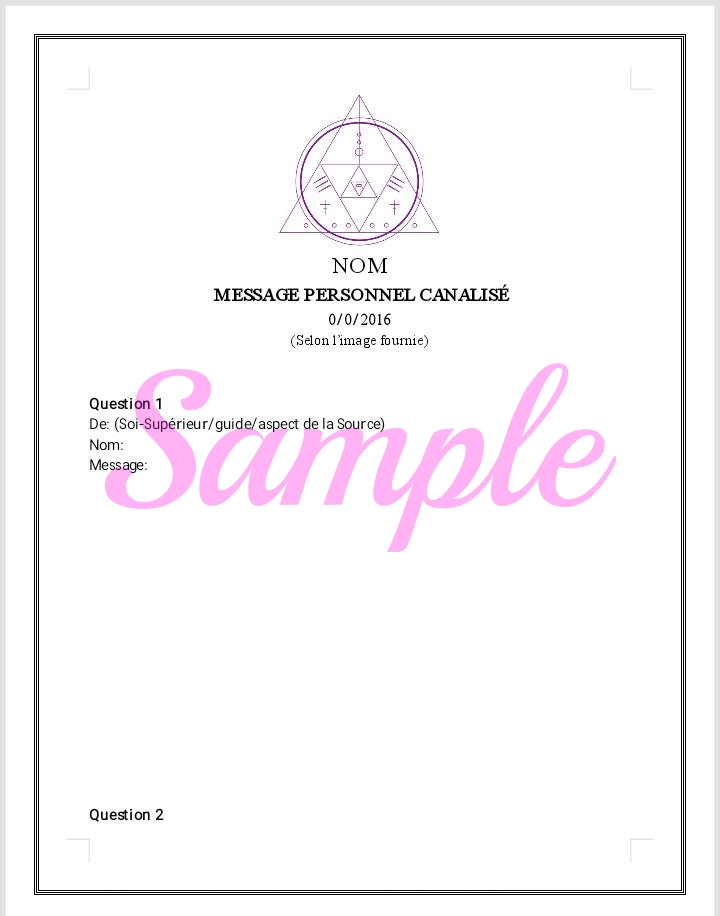 NOM
MESSAGE PERSONNEL CANALISÉ
0/0/2016
(Selon l'image fournie)
Question 1
De: (Soi-Supérieur/guide/aspect de la Source)
Nom:
Message:
Sample
Question 2